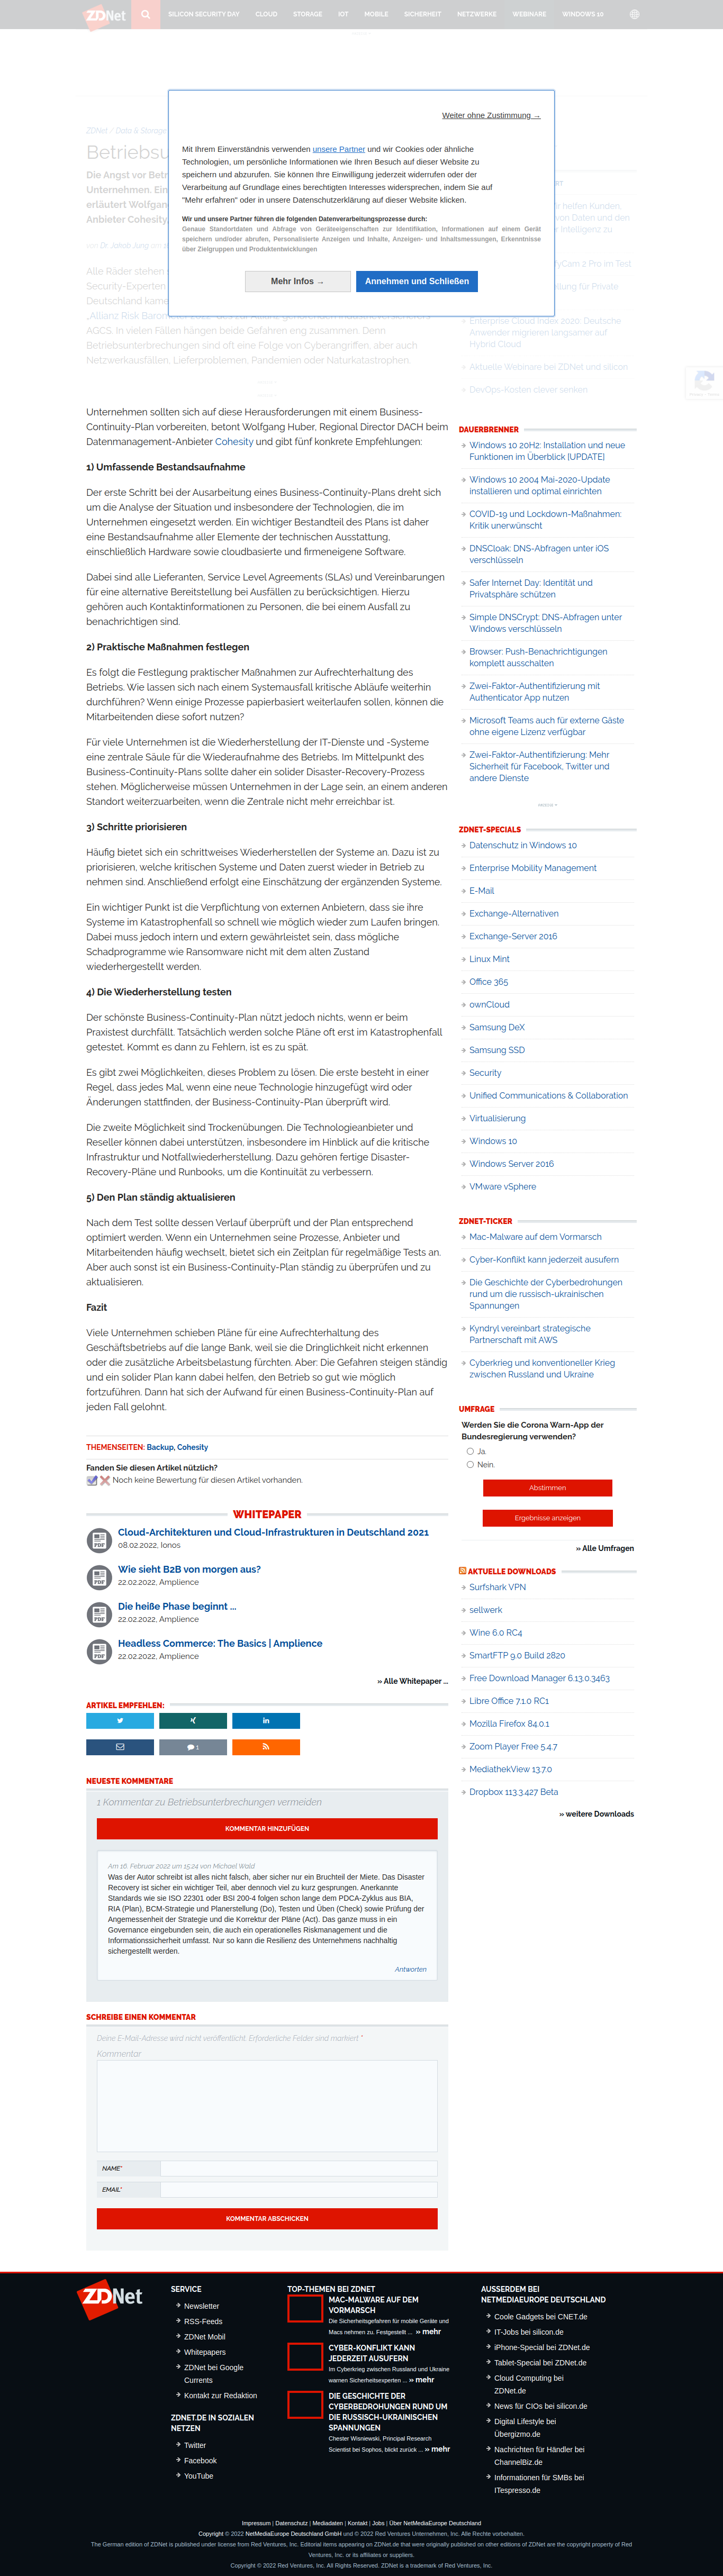 ZDNet
SILICON SECURITY DAY CLOUD STORAGE IOT MOBILE SICHERHEIT NETZWERKE WEBINARE WINDOWS 10
Weiter ohne Zustimmung →
Mit Ihrem Einverständnis verwenden unsere Partner und wir Cookies oder ähnliche
Technologien, um persönliche Informationen wie Ihren Besuch auf dieser Website zu
speichern und abzurufen. Sie können Ihre Einwilligung jederzeit widerrufen oder der
Verarbeitung auf Grundlage eines berechtigten Interesses widersprechen, indem Sie auf
"Mehr erfahren" oder in unsere Datenschutzerklärung auf dieser Website klicken.
Wir und unsere Partner führen die folgenden Datenverarbeitungsprozesse durch:
Genaue Standortdaten und Abfrage von Geräteeigenschaften zur Identifikation, Informationen auf einem Gerät
speichern und/oder abrufen, Personalisierte Anzeigen und Inhalte, Anzeigen- und Inhaltsmessungen, Erkenntnisse
über Zielgruppen und Produktentwicklungen
Mehr Infos →
Annehmen und Schließen
ZDNet / Data & Storage
Betriebsu
Die Angst vor Betr
Unternehmen. Ein
erläutert Wolfgan
Anbieter Cohesity.
von Dr. Jakob Jung am
Alle Räder stehen
Security-Experten
Deutschland kame
AGCS. In vielen Fällen hängen beide Gefahren eng zusammen. Denn
Betriebsunterbrechungen sind oft eine Folge von Cyberangriffen, aber auch
Netzwerkausfällen, Lieferproblemen, Pandemien oder Naturkatastrophen.
Unternehmen sollten sich auf diese Herausforderungen mit einem Business-
Continuity-Plan vorbereiten, betont Wolfgang Huber, Regional Director DACH beim
Datenmanagement-Anbieter Cohesity und gibt fünf konkrete Empfehlungen:
1) Umfassende Bestandsaufnahme
Der erste Schritt bei der Ausarbeitung eines Business-Continuity-Plans dreht sich
um die Analyse der Situation und insbesondere der Technologien, die im
Unternehmen eingesetzt werden. Ein wichtiger Bestandteil des Plans ist daher
eine Bestandsaufnahme aller Elemente der technischen Ausstattung,
einschließlich Hardware sowie cloudbasierte und firmeneigene Software.
Dabei sind alle Lieferanten, Service Level Agreements (SLAs) und Vereinbarungen
für eine alternative Bereitstellung bei Ausfällen zu berücksichtigen. Hierzu
gehören auch Kontaktinformationen zu Personen, die bei einem Ausfall zu
benachrichtigen sind.
2) Praktische Maßnahmen festlegen
Es folgt die Festlegung praktischer Maßnahmen zur Aufrechterhaltung des
Betriebs. Wie lassen sich nach einem Systemausfall kritische Abläufe weiterhin
durchführen? Wenn einige Prozesse papierbasiert weiterlaufen sollen, können die
Mitarbeitenden diese sofort nutzen?
Für viele Unternehmen ist die Wiederherstellung der IT-Dienste und -Systeme
eine zentrale Säule für die Wiederaufnahme des Betriebs. Im Mittelpunkt des
Business-Continuity-Plans sollte daher ein solider Disaster-Recovery-Prozess
stehen. Möglicherweise müssen Unternehmen in der Lage sein, an einem anderen
Standort weiterzuarbeiten, wenn die Zentrale nicht mehr erreichbar ist.
3) Schritte priorisieren
Häufig bietet sich ein schrittweises Wiederherstellen der Systeme an. Dazu ist zu
priorisieren, welche kritischen Systeme und Daten zuerst wieder in Betrieb zu
nehmen sind. Anschließend erfolgt eine Einschätzung der ergänzenden Systeme.
Ein wichtiger Punkt ist die Verpflichtung von externen Anbietern, dass sie ihre
Systeme im Katastrophenfall so schnell wie möglich wieder zum Laufen bringen.
Dabei muss jedoch intern und extern gewährleistet sein, dass mögliche
Schadprogramme wie Ransomware nicht mit dem alten Zustand
wiederhergestellt werden.
4) Die Wiederherstellung testen
Der schönste Business-Continuity-Plan nützt jedoch nichts, wenn er beim
Praxistest durchfällt. Tatsächlich werden solche Pläne oft erst im Katastrophenfall
getestet. Kommt es dann zu Fehlern, ist es zu spät.
Es gibt zwei Möglichkeiten, dieses Problem zu lösen. Die erste besteht in einer
Regel, dass jedes Mal, wenn eine neue Technologie hinzugefügt wird oder
Änderungen stattfinden, der Business-Continuity-Plan überprüft wird.
Die zweite Möglichkeit sind Trockenübungen. Die Technologieanbieter und
Reseller können dabei unterstützen, insbesondere im Hinblick auf die kritische
Infrastruktur und Notfallwiederherstellung. Dazu gehören fertige Disaster-
Recovery-Pläne und Runbooks, um die Kontinuität zu verbessern.
5) Den Plan ständig aktualisieren
Nach dem Test sollte dessen Verlauf überprüft und der Plan entsprechend
optimiert werden. Wenn ein Unternehmen seine Prozesse, Anbieter und
Mitarbeitenden häufig wechselt, bietet sich ein Zeitplan für regelmäßige Tests an.
Aber auch sonst ist ein Business-Continuity-Plan ständig zu überprüfen und zu
aktualisieren.
Fazit
Viele Unternehmen schieben Pläne für eine Aufrechterhaltung des
Geschäftsbetriebs auf die lange Bank, weil sie die Dringlichkeit nicht erkennen
oder die zusätzliche Arbeitsbelastung fürchten. Aber: Die Gefahren steigen ständig
und ein solider Plan kann dabei helfen, den Betrieb so gut wie möglich
fortzuführen. Dann hat sich der Aufwand für einen Business-Continuity-Plan auf
jeden Fall gelohnt.
THEMENSEITEN: Backup, Cohesity
Fanden Sie diesen Artikel nützlich?
Noch keine Bewertung für diesen Artikel vorhanden.
WHITEPAPER
Cloud-Architekturen und Cloud-Infrastrukturen in Deutschland 2021
08.02.2022, Ionos
Wie sieht B2B von morgen aus?
22.02.2022, Amplience
Die heiße Phase beginnt ...
22.02.2022, Amplience
Headless Commerce: The Basics | Amplience
22.02.2022, Amplience
» Alle Whitepaper ...
ARTIKEL EMPFEHLEN:
1
NEUESTE KOMMENTARE
1 Kommentar zu Betriebsunterbrechungen vermeiden
KOMMENTAR HINZUFÜGEN
Am 16. Februar 2022 um 15:24 von Michael Wald
Was der Autor schreibt ist alles nicht falsch, aber sicher nur ein Bruchteil der Miete. Das Disaster
Recovery ist sicher ein wichtiger Teil, aber dennoch viel zu kurz gesprungen. Anerkannte
Standards wie sie ISO 22301 oder BSI 200-4 folgen schon lange dem PDCA-Zyklus aus BIA,
RIA (Plan), BCM-Strategie und Planerstellung (Do), Testen und Üben (Check) sowie Prüfung der
Angemessenheit der Strategie und die Korrektur der Pläne (Act). Das ganze muss in ein
Governance eingebunden sein, die auch ein operationelles Riskmanagement und die
Informationssicherheit umfasst. Nur so kann die Resilienz des Unternehmens nachhaltig
sichergestellt werden.
Antworten
SCHREIBE EINEN KOMMENTAR
Deine E-Mail-Adresse wird nicht veröffentlicht. Erforderliche Felder sind markiert *
Kommentar
NAME*
EMAIL*
KOMMENTAR ABSCHICKEN
Enterprise Cloud Index 2020: Deutsche
Anwender migrieren langsamer auf
Hybrid Cloud
Aktuelle Webinare bei ZDNet und silicon
DevOps-Kosten clever senken
DAUERBRENNER
Windows 10 20H2: Installation und neue
Funktionen im Überblick [UPDATE]
Windows 10 2004 Mai-2020-Update
installieren und optimal einrichten
COVID-19 und Lockdown-Maßnahmen:
Kritik unerwünscht
DNSCloak: DNS-Abfragen unter iOS
verschlüsseln
Safer Internet Day: Identität und
Privatsphäre schützen
Simple DNSCrypt: DNS-Abfragen unter
Windows verschlüsseln
Browser: Push-Benachrichtigungen
komplett ausschalten
Zwei-Faktor-Authentifizierung mit
Authenticator App nutzen
Microsoft Teams auch für externe Gäste
ohne eigene Lizenz verfügbar
Zwei-Faktor-Authentifizierung: Mehr
Sicherheit für Facebook, Twitter und
andere Dienste
ZDNET-SPECIALS
Datenschutz in Windows 10
Enterprise Mobility Management
E-Mail
Exchange-Alternativen
Exchange-Server 2016
Linux Mint
Office 365
ownCloud
Samsung DeX
Samsung SSD
Security
Unified Communications & Collaboration
Virtualisierung
Windows 10
Windows Server 2016
VMware vSphere
ZDNET-TICKER
Mac-Malware auf dem Vormarsch
Cyber-Konflikt kann jederzeit ausufern
Die Geschichte der Cyberbedrohungen
rund um die russisch-ukrainischen
Spannungen
Kyndryl vereinbart strategische
Partnerschaft mit AWS
Cyberkrieg und konventioneller Krieg
zwischen Russland und Ukraine
UMFRAGE
Werden Sie die Corona Warn-App der
Bundesregierung verwenden?
Ja.
Nein.
Abstimmen
Ergebnisse anzeigen
» Alle Umfragen
AKTUELLE DOWNLOADS
Surfshark VPN
sellwerk
Wine 6.0 RC4
SmartFTP 9.0 Build 2820
Free Download Manager 6.13.0.3463
Libre Office 7.1.0 RC1
Mozilla Firefox 84.0.1
Zoom Player Free 5.4.7
MediathekView 13.7.0
Dropbox 113.3.427 Beta
» weitere Downloads
ZDNet
SERVICE
Newsletter
RSS-Feeds
ZDNet Mobil
Whitepapers
ZDNet bei Google
Currents
Kontakt zur Redaktion
ZDNET.DE IN SOZIALEN
NETZEN
Twitter
Facebook
YouTube
TOP-THEMEN BEI ZDNET
MAC-MALWARE AUF DEM
VORMARSCH
Die Sicherheitsgefahren für mobile Geräte und
Macs nehmen zu. Festgestellt ... » mehr
CYBER-KONFLIKT KANN
JEDERZEIT AUSUFERN
Im Cyberkrieg zwischen Russland und Ukraine
warnen Sicherheitsexperten ... » mehr
DIE GESCHICHTE DER
CYBERBEDROHUNGEN RUND UM
DIE RUSSISCH-UKRAINISCHEN
SPANNUNGEN
Chester Wisniewski, Principal Research
Scientist bei Sophos, blickt zurück ... » mehr
AUSSERDEM BEI
NETMEDIAEUROPE DEUTSCHLAND
Coole Gadgets bei CNET.de
IT-Jobs bei silicon.de
iPhone-Special bei ZDNet.de
Tablet-Special bei ZDNet.de
Cloud Computing bei
ZDNet.de
News für CIOs bei silicon.de
Digital Lifestyle bei
Übergizmo.de
Nachrichten für Händler bei
ChannelBiz.de
Informationen für SMBs bei
ITespresso.de
Impressum | Datenschutz | Mediadaten | Kontakt | Jobs | Über NetMediaEurope Deutschland
Copyright © 2022 NetMediaEurope Deutschland GmbH und © 2022 Red Ventures Unternehmen, Inc. Alle Rechte vorbehalten.
The German edition of ZDNet is published under license from Red Ventures, Inc. Editorial items appearing on ZDNet.de that were originally published on other editions of ZDNet are the copyright property of Red
Ventures, Inc. or its affiliates or suppliers.
Copyright © 2022 Red Ventures, Inc. All Rights Reserved. ZDNet is a trademark of Red Ventures, Inc.